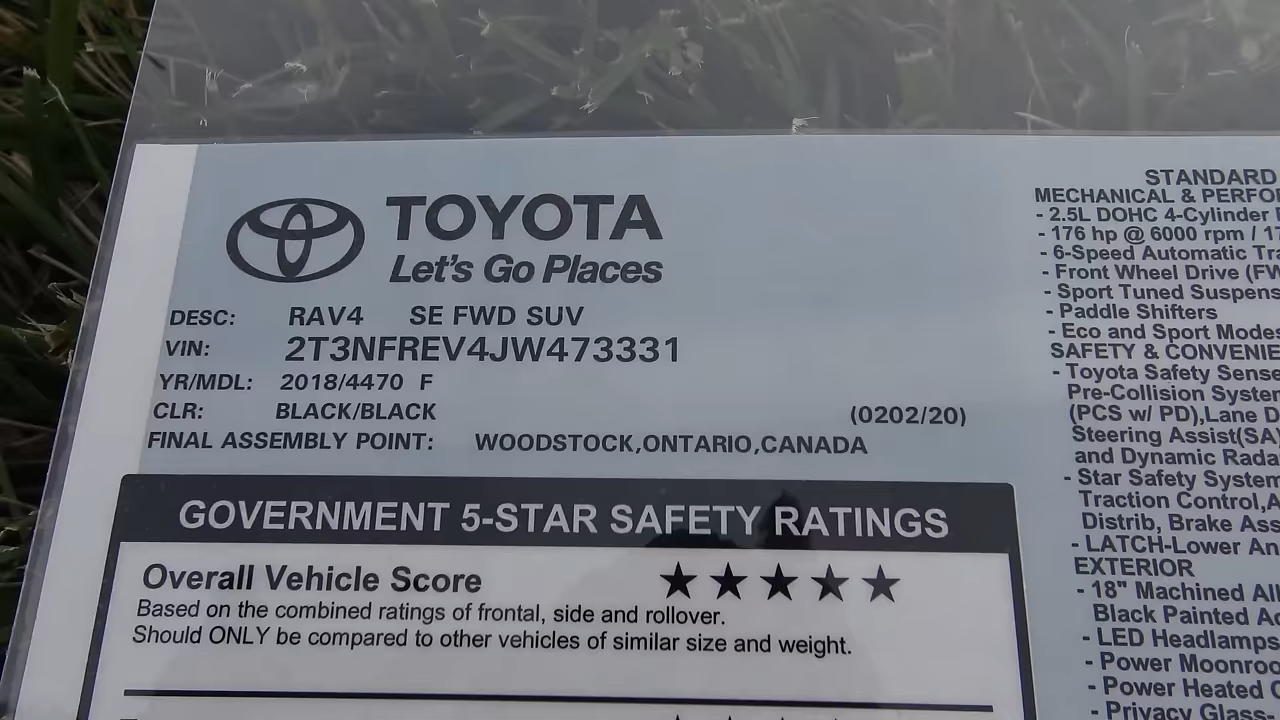 TOYOTA
Let's Go Places
DESC: RAV4 SE FWD SUV
VIN: 2T3NFREV4JW473331
YR/MDL: 2018/4470 F
CLR: BLACK/BLACK
(0202/20)
FINAL ASSEMBLY POINT: WOODSTOCK,ONTARIO,CANADA
GOVERNMENT 5-STAR SAFETY RATINGS
Overall Vehicle Score ★★★★★
Based on the combined ratings of frontal, side and rollover.
Should ONLY be compared to other vehicles of similar size and weight.
STANDARD
MECHANICAL & PERFO
- 2.5L DOHC 4-Cylinder
- 176 hp @ 6000 rpm / 17
- 6-Speed Automatic Tra
- Front Wheel Drive (FW
- Sport Tuned Suspens
- Paddle Shifters
- Eco and Sport Modes
SAFETY & CONVENIE
- Toyota Safety Sense
Pre-Collision System
(PCS w/ PD),Lane D
Steering Assist(SA)
and Dynamic Rada
- Star Safety System
Traction Control,A
Distrib, Brake Ass
- LATCH-Lower An
EXTERIOR
- 18" Machined All
Black Painted Ac
- LED Headlamps
- Power Moonroo
- Power Heated
- Privacy Glass-